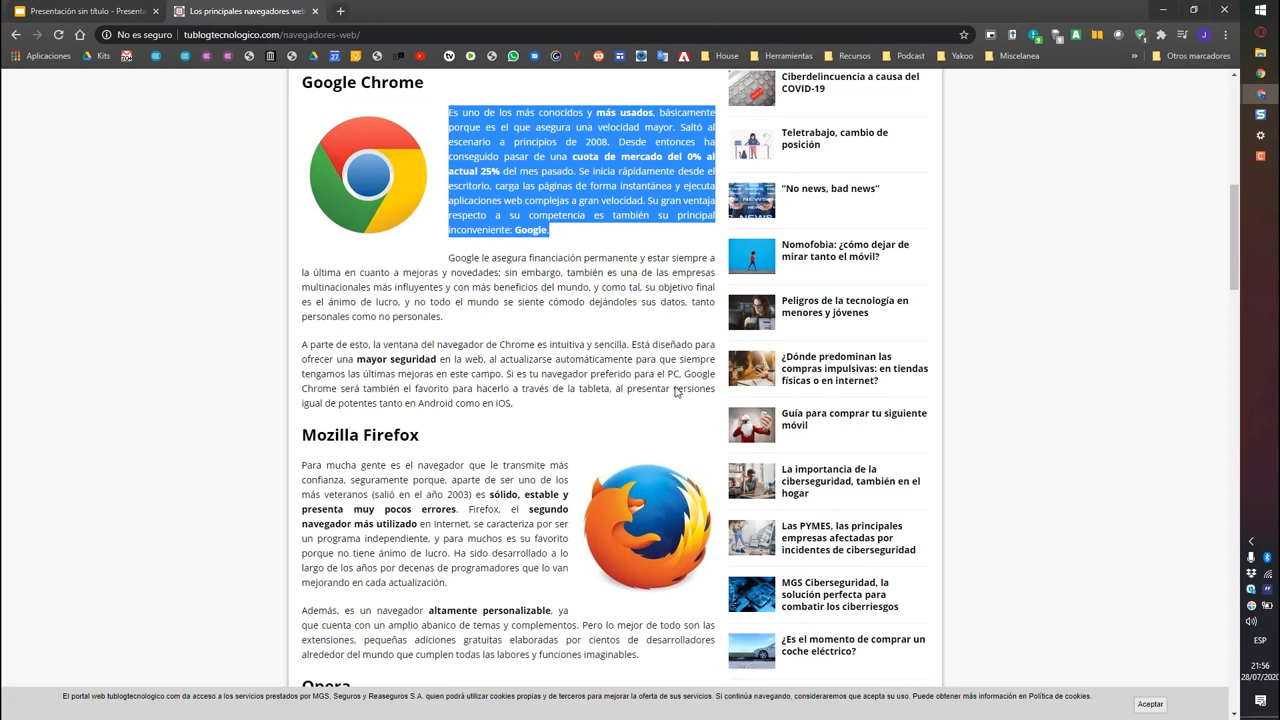 Presentación sin título - Presenta
Los principales navegadores web
No es seguro
tublogtecnologico.com/navegadores-web/
Aplicaciones
Kits
House
Herramientas
Recursos
Podcast
Yakoo
Miscelanea
Otros marcadores
Google Chrome
Es uno de los más conocidos y más usados, básicamente
porque es el que asegura una velocidad mayor. Saltó al
escenario a principios de 2008. Desde entonces ha
conseguido pasar de una cuota de mercado del 0% al
actual 25% del mes pasado. Se inicia rápidamente desde el
escritorio, carga las páginas de forma instantánea y ejecuta
aplicaciones web complejas a gran velocidad. Su gran ventaja
respecto a su competencia es también su principal
inconveniente: Google.
Google le asegura financiación permanente y estar siempre a
la última en cuanto a mejoras y novedades; sin embargo, también es una de las empresas
multinacionales más influyentes y con más beneficios del mundo, y como tal, su objetivo final
es el ánimo de lucro, y no todo el mundo se siente cómodo dejándoles sus datos, tanto
personales como no personales.
A parte de esto, la ventana del navegador de Chrome es intuitiva y sencilla. Está diseñado para
ofrecer una mayor seguridad en la web, al actualizarse automáticamente para que siempre
tengamos las últimas mejoras en este campo. Si es tu navegador preferido para el PC, Google
Chrome será también el favorito para hacerlo a través de la tableta, al presentar versiones
igual de potentes tanto en Android como en iOS.
Mozilla Firefox
Para mucha gente es el navegador que le transmite más
confianza, seguramente porque, aparte de ser uno de los
más veteranos (salió en el año 2003) es sólido, estable y
presenta muy pocos errores. Firefox, el segundo
navegador más utilizado en Internet, se caracteriza por ser
un programa independiente, y para muchos es su favorito
porque no tiene ánimo de lucro. Ha sido desarrollado a lo
largo de los años por decenas de programadores que lo van
mejorando en cada actualización.
Además, es un navegador altamente personalizable, ya
que cuenta con un amplio abanico de temas y complementos. Pero lo mejor de todo son las
extensiones, pequeñas adiciones gratuitas elaboradas por cientos de desarrolladores
alrededor del mundo que cumplen todas las labores y funciones imaginables.
Opera
Ciberdelincuencia a causa del
COVID-19
Teletrabajo, cambio de
posición
“No news, bad news”
Nomofobia: ¿cómo dejar de
mirar tanto el móvil?
Peligros de la tecnología en
menores y jóvenes
¿Dónde predominan las
compras impulsivas: en tiendas
físicas o en internet?
Guía para comprar tu siguiente
móvil
La importancia de la
ciberseguridad, también en el
hogar
Las PYMES, las principales
empresas afectadas por
incidentes de ciberseguridad
MGS Ciberseguridad, la
solución perfecta para
combatir los ciberriesgos
¿Es el momento de comprar un
coche eléctrico?
El portal web tublogtecnologico.com da acceso a los servicios prestados por MGS, Seguros y Reaseguros S.A. quien podrá utilizar cookies propias y de terceros para mejorar la oferta de sus servicios. Si continúa navegando, consideraremos que acepta su uso. Puede obtener más información en Política de cookies.
Aceptar
ESP
21:56
28/07/2020